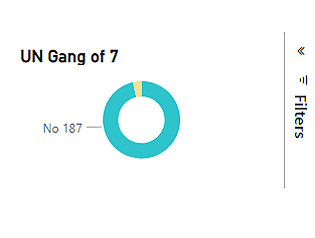 UN Gang of 7
No 187
Filters